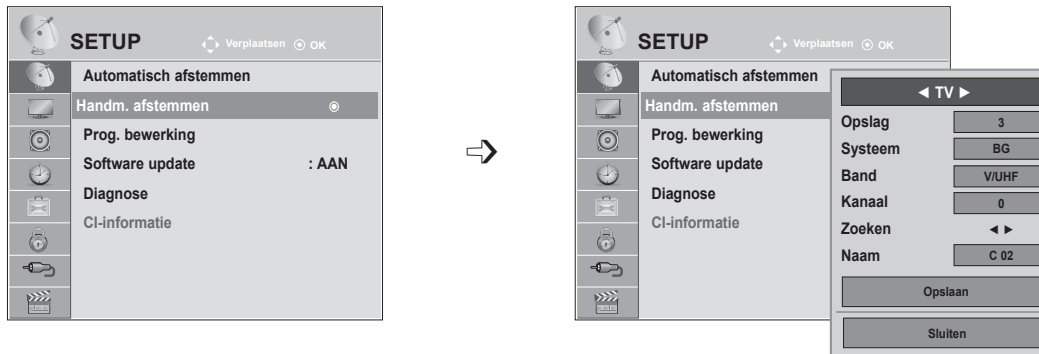 SETUP
Verplaatsen OK
Automatisch afstemmen
Handm. afstemmen
Prog. bewerking
Software update : AAN
Diagnose
CI-informatie
SETUP
Verplaatsen OK
Automatisch afstemmen
Handm. afstemmen
Prog. bewerking
Software update
Diagnose
CI-informatie
◄ TV ►
Opslag 3
Systeem BG
Band V/UHF
Kanaal 0
Zoeken ◄ ►
Naam C 02
Opslaan
Sluiten